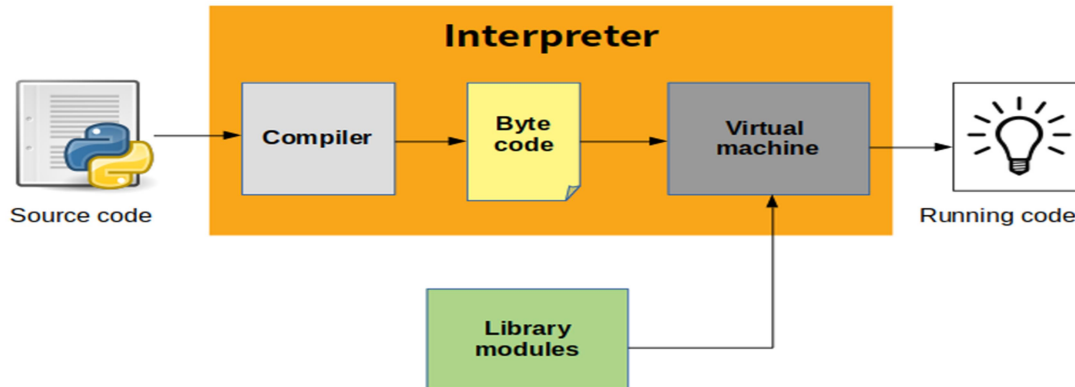 Interpreter
Compiler
Byte
code
Virtual
machine
Source code
Running code
Library
modules